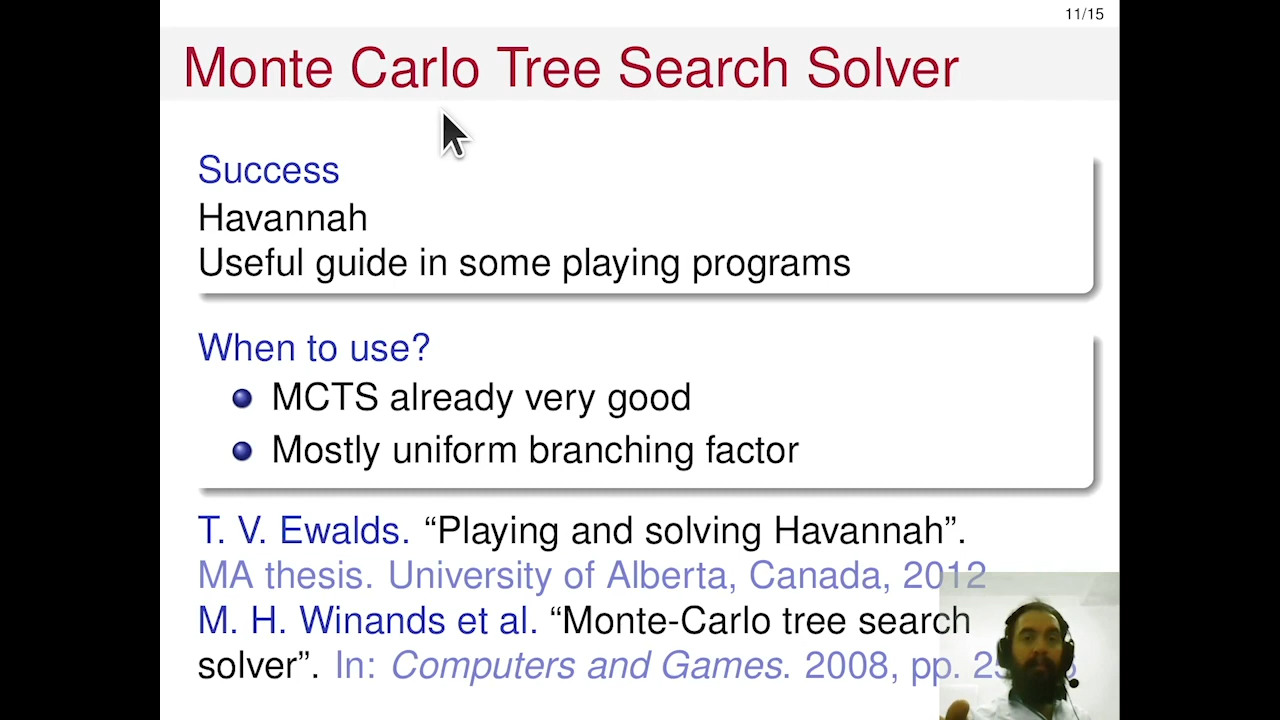 11/15
Monte Carlo Tree Search Solver
Success
Havannah
Useful guide in some playing programs
When to use?
MCTS already very good
Mostly uniform branching factor
T. V. Ewalds. “Playing and solving Havannah”.
MA thesis. University of Alberta, Canada, 2012
M. H. Winands et al. “Monte-Carlo tree search
solver”. In: Computers and Games. 2008, pp.